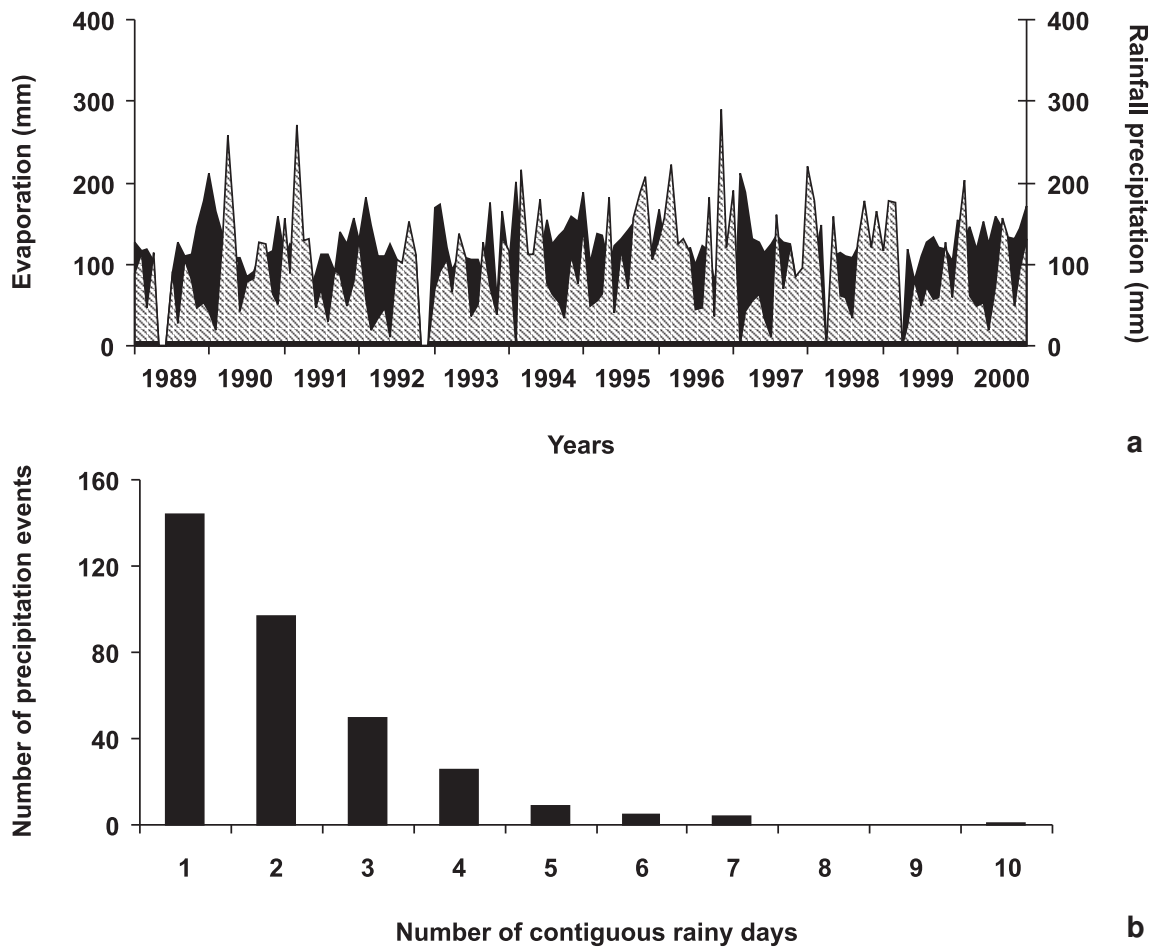 400
300
200
100
0
Evaporation (mm)
400
300
200
100
0
Rainfall precipitation (mm)
1989 1990 1991 1992 1993 1994 1995 1996 1997 1998 1999 2000
Years
a
160
120
80
40
0
Number of precipitation events
1 2 3 4 5 6 7 8 9 10
Number of contiguous rainy days
b